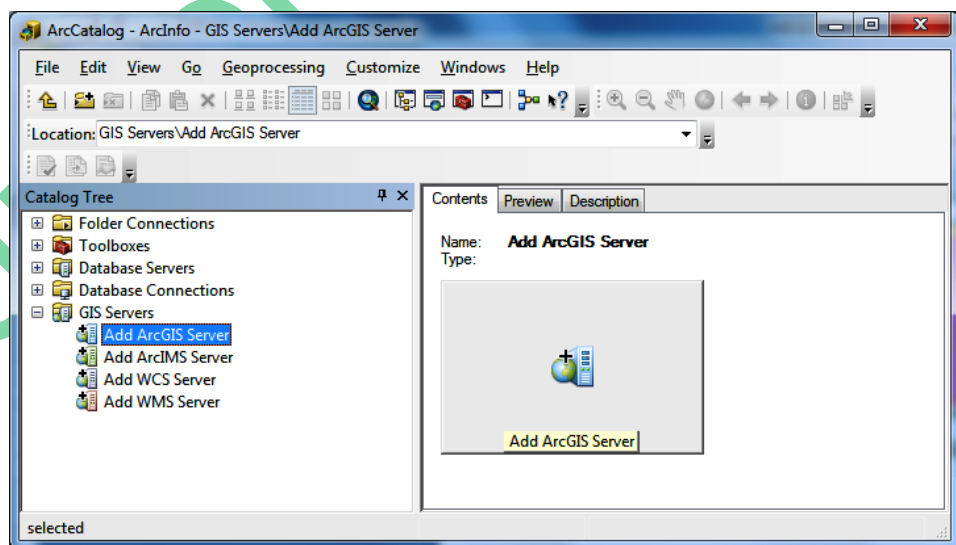 ArcCatalog - ArcInfo - GIS Servers\Add ArcGIS Server
File Edit View Go Geoprocessing Customize Windows Help
Location: GIS Servers\Add ArcGIS Server
Catalog Tree
Folder Connections
Toolboxes
Database Servers
Database Connections
GIS Servers
Add ArcGIS Server
Add ArcIMS Server
Add WCS Server
Add WMS Server
Contents Preview Description
Name: Add ArcGIS Server
Type:
Add ArcGIS Server
selected